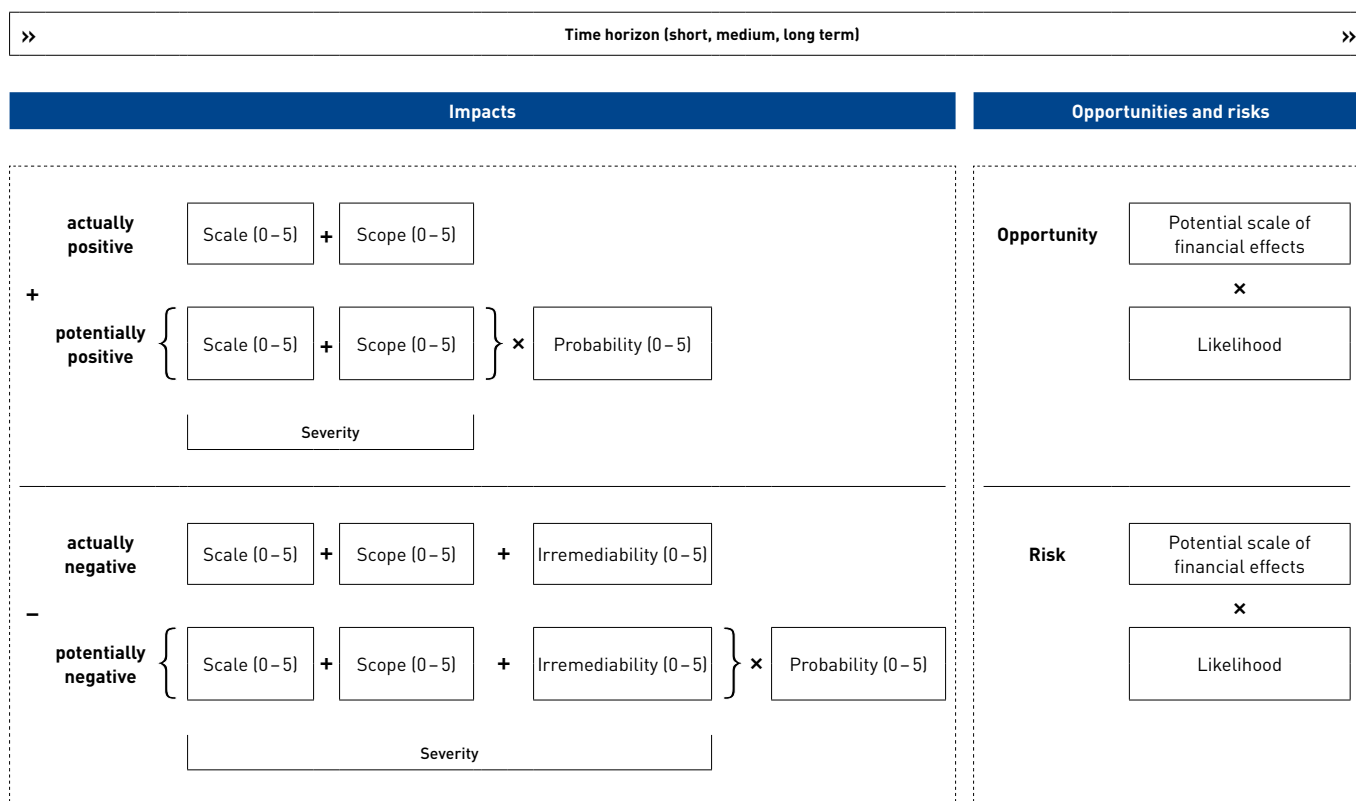 » Time horizon (short, medium, long term) »
Impacts
Opportunities and risks
actually
positive
Scale (0–5) + Scope (0–5)
+
potentially
positive
{ Scale (0–5) + Scope (0–5) } × Probability (0–5)
Severity
Opportunity
Potential scale of
financial effects
×
Likelihood
actually
negative
Scale (0–5) + Scope (0–5) + Irremediability (0–5)
–
potentially
negative
{ Scale (0–5) + Scope (0–5) + Irremediability (0–5) } × Probability (0–5)
Severity
Risk
Potential scale of
financial effects
×
Likelihood